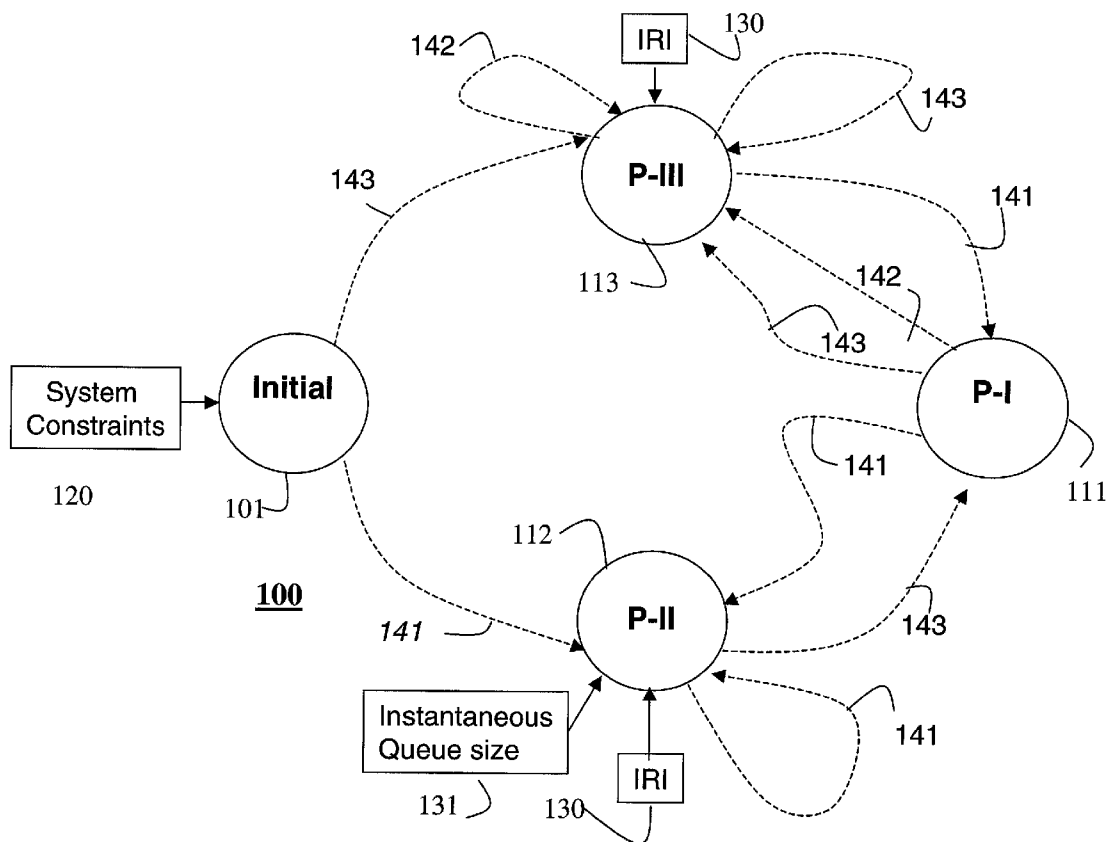 IRI
130
142
143
P-III
143
141
113
142
143
Initial
P-I
System
Constraints
141
111
120
101
112
100
P-II
141
143
Instantaneous
Queue size
141
IRI
131
130